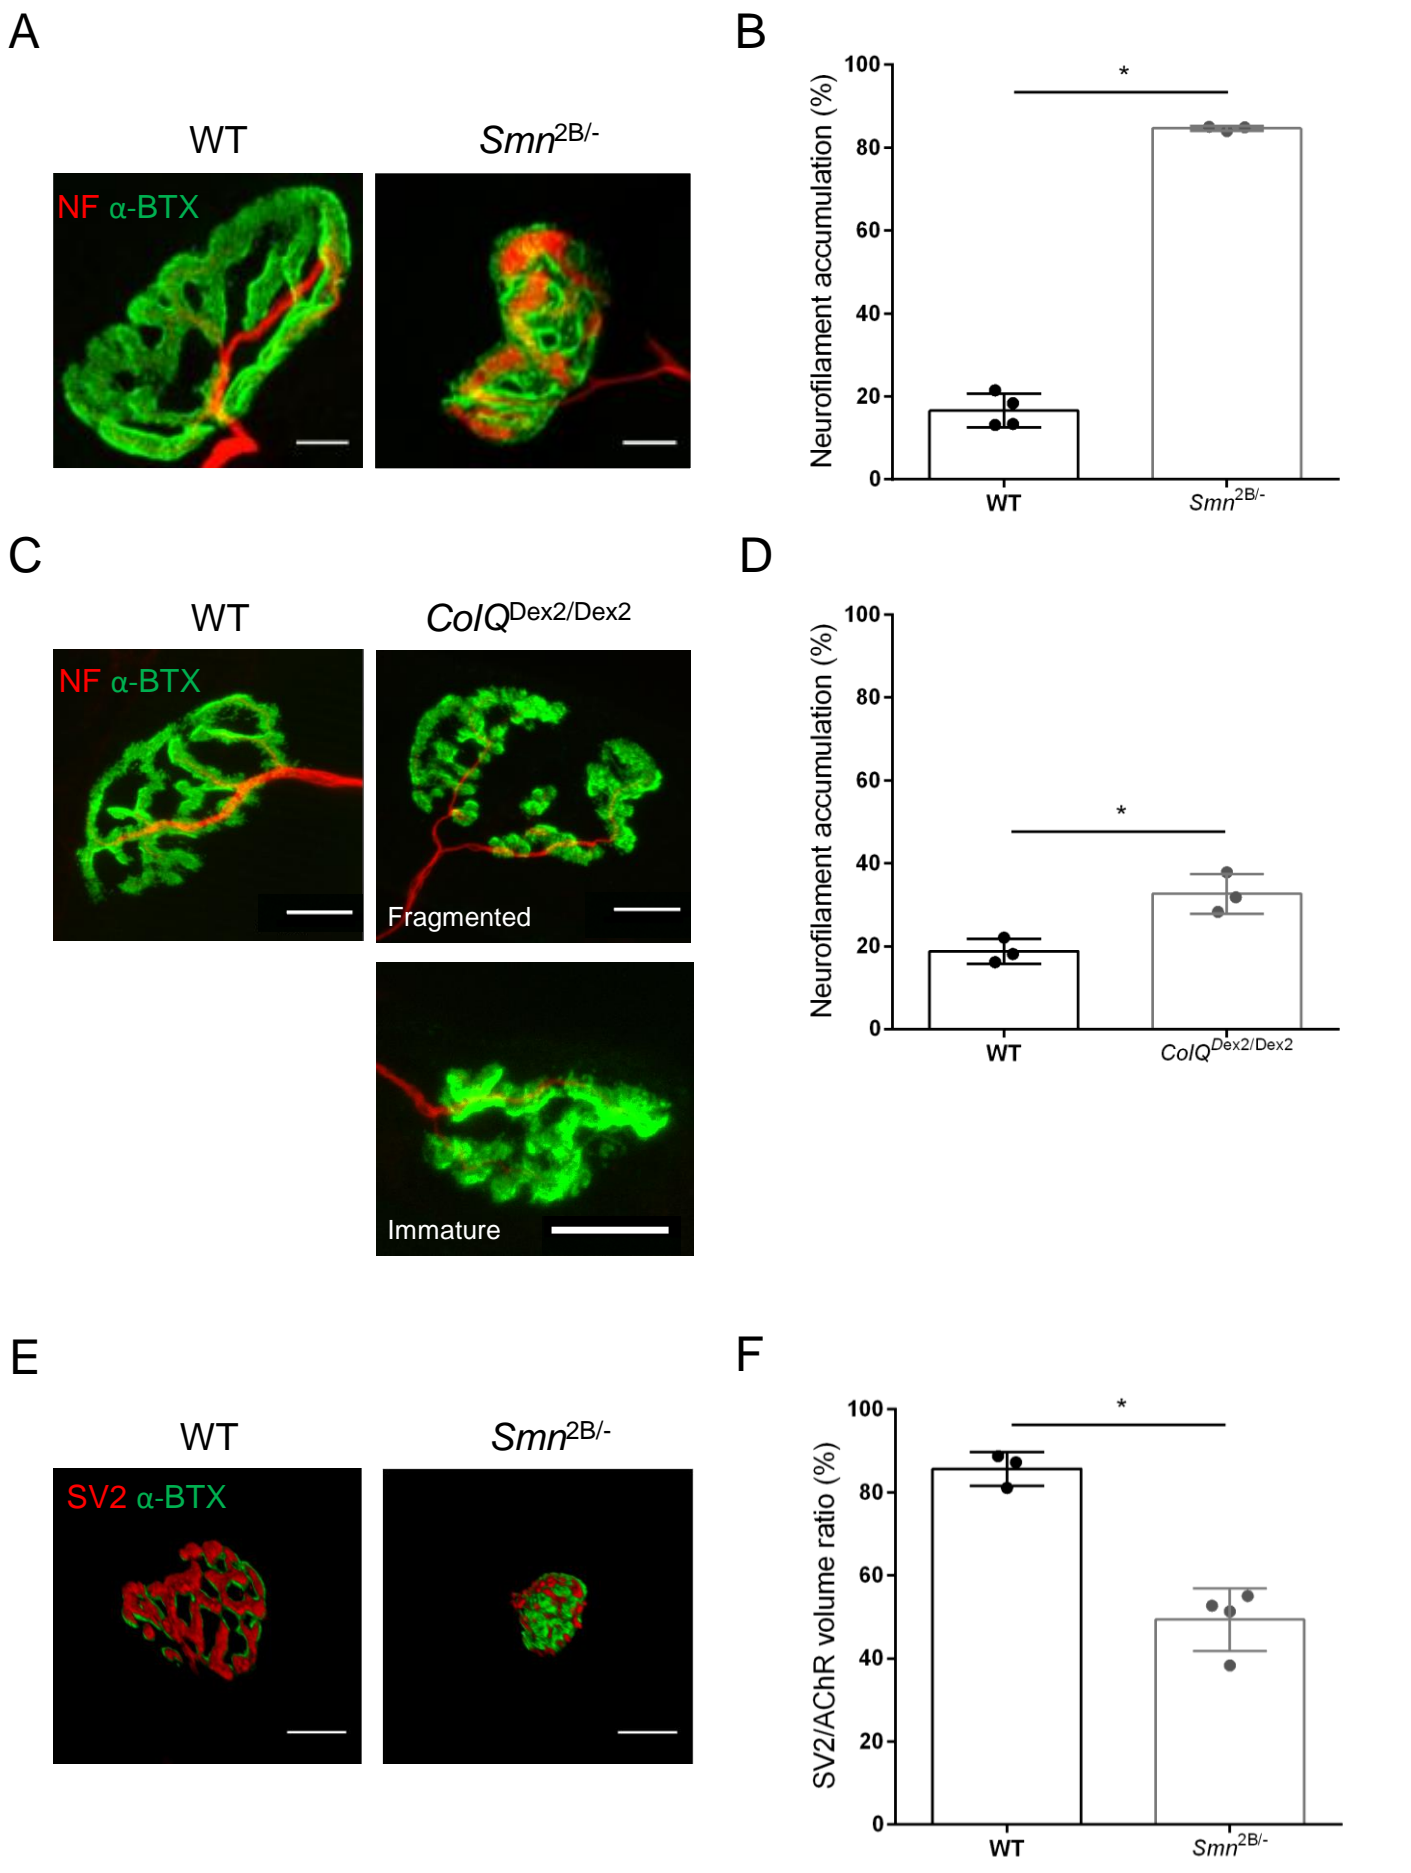 A
WT
Smn2B/-
NF α-BTX
B
Neurofilament accumulation (%)
100
80
60
40
20
0
*
WT
Smn2B/-
C
WT
ColQDex2/Dex2
NF α-BTX
Fragmented
Immature
D
Neurofilament accumulation (%)
100
80
60
40
20
0
*
WT
ColQDex2/Dex2
E
WT
Smn2B/-
SV2 α-BTX
F
SV2/AChR volume ratio (%)
100
80
60
40
20
0
*
WT
Smn2B/-